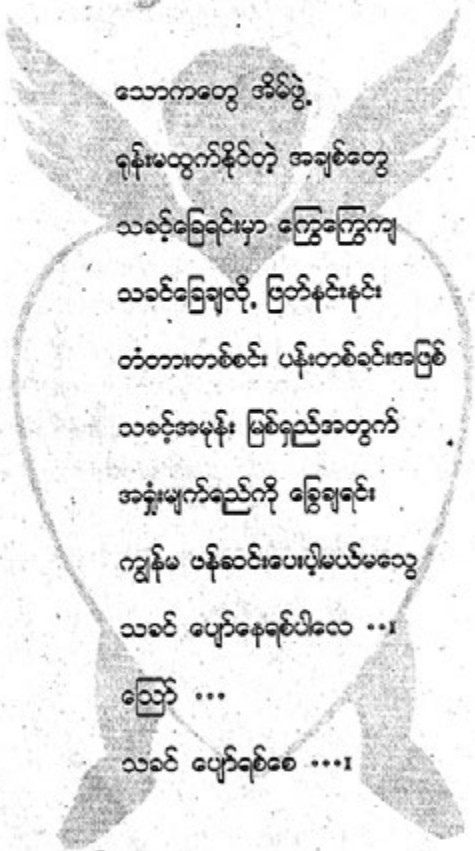 သောကတွေ အိမ်ဖွဲ့
ရုန်းမထွက်နိုင်တဲ့ အချစ်တွေ
သခင့်ခြေရင်းမှာ ကြွေကြွေကျ
သခင်ခြေချလို့ ဖြတ်နင်းနင်း
တံတားတစ်စင်း ပန်းတစ်ခင်းအဖြစ်
သခင့်အမုန်း မြစ်ရှည်အတွက်
အရှုံးမျက်ရည်ကို ခြွေချရင်း
ကျွန်မ ဖန်ဆင်းပေးပါ့မယ်မသွေ
သခင် ပျော်နေရစ်ပါလေ ...။
သြော် ...
သခင် ပျော်ရစ်စေ ....။